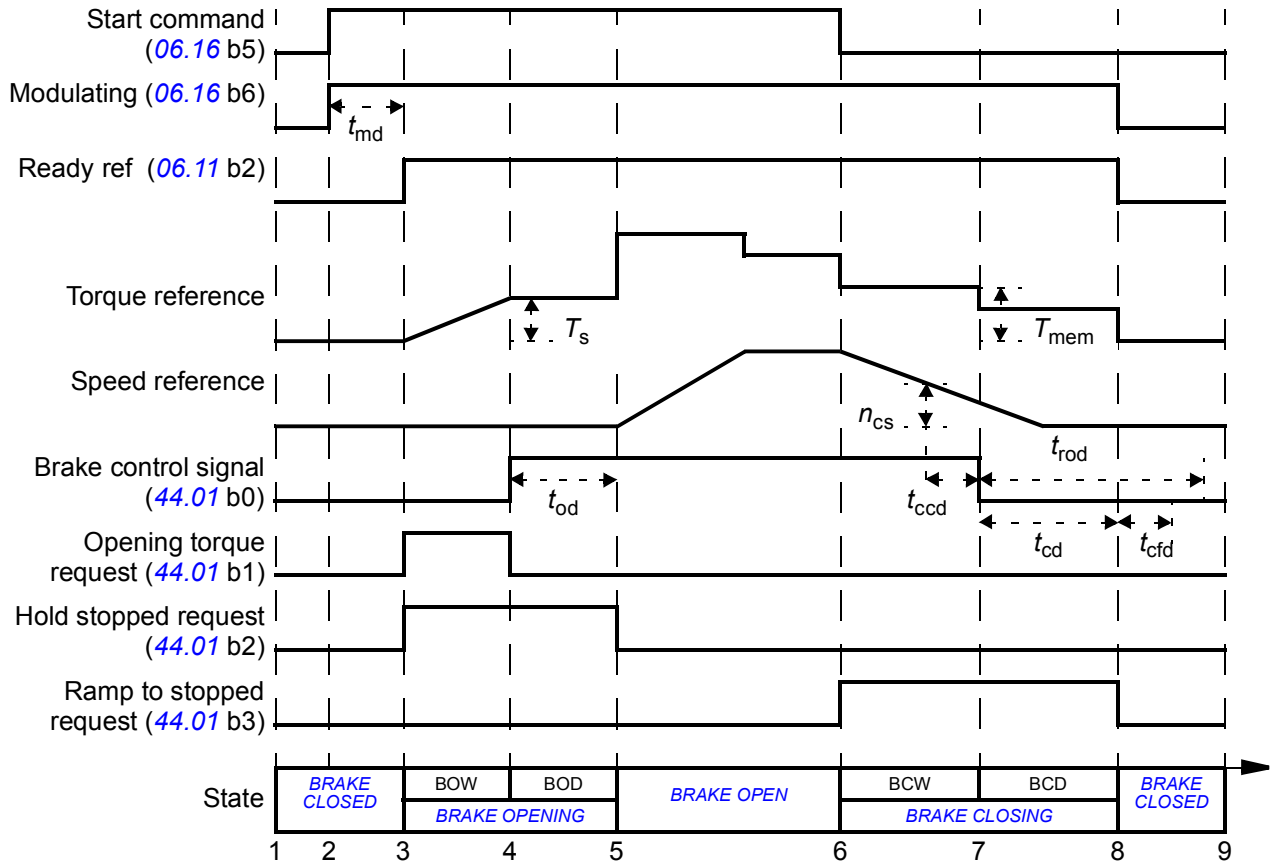 Start command
(06.16 b5)
Modulating (06.16 b6)
tmd
Ready ref (06.11 b2)
Torque reference
Ts
Tmem
Speed reference
ncs
trod
Brake control signal
(44.01 b0)
tod
tccd
tcd
tcfd
Opening torque
request (44.01 b1)
Hold stopped request
(44.01 b2)
Ramp to stopped
request (44.01 b3)
State
BRAKE
CLOSED
BOW
BOD
BRAKE OPENING
BRAKE OPEN
BCW
BCD
BRAKE CLOSING
BRAKE
CLOSED
1 2 3 4 5 6 7 8 9